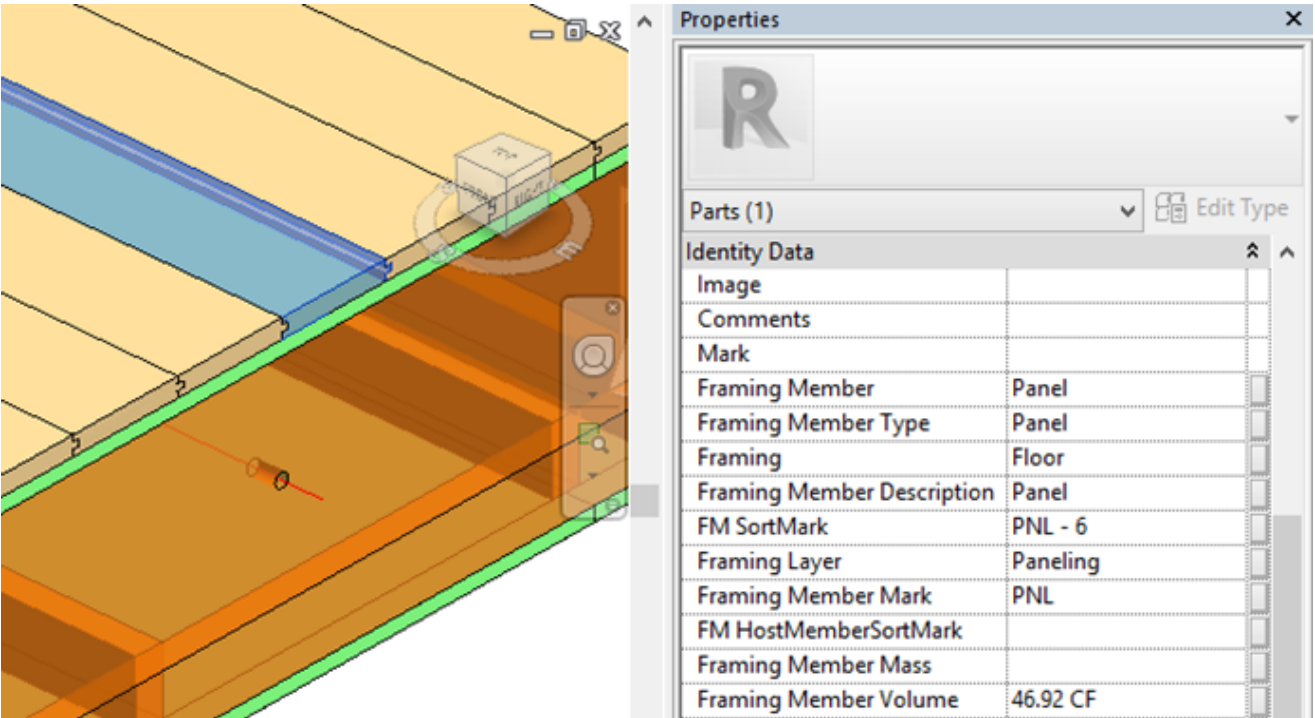 Properties
Parts (1)
Edit Type
Identity Data
Image
Comments
Mark
Framing Member Panel
Framing Member Type Panel
Framing Floor
Framing Member Description Panel
FM SortMark PNL - 6
Framing Layer Paneling
Framing Member Mark PNL
FM HostMemberSortMark
Framing Member Mass
Framing Member Volume 46.92 CF